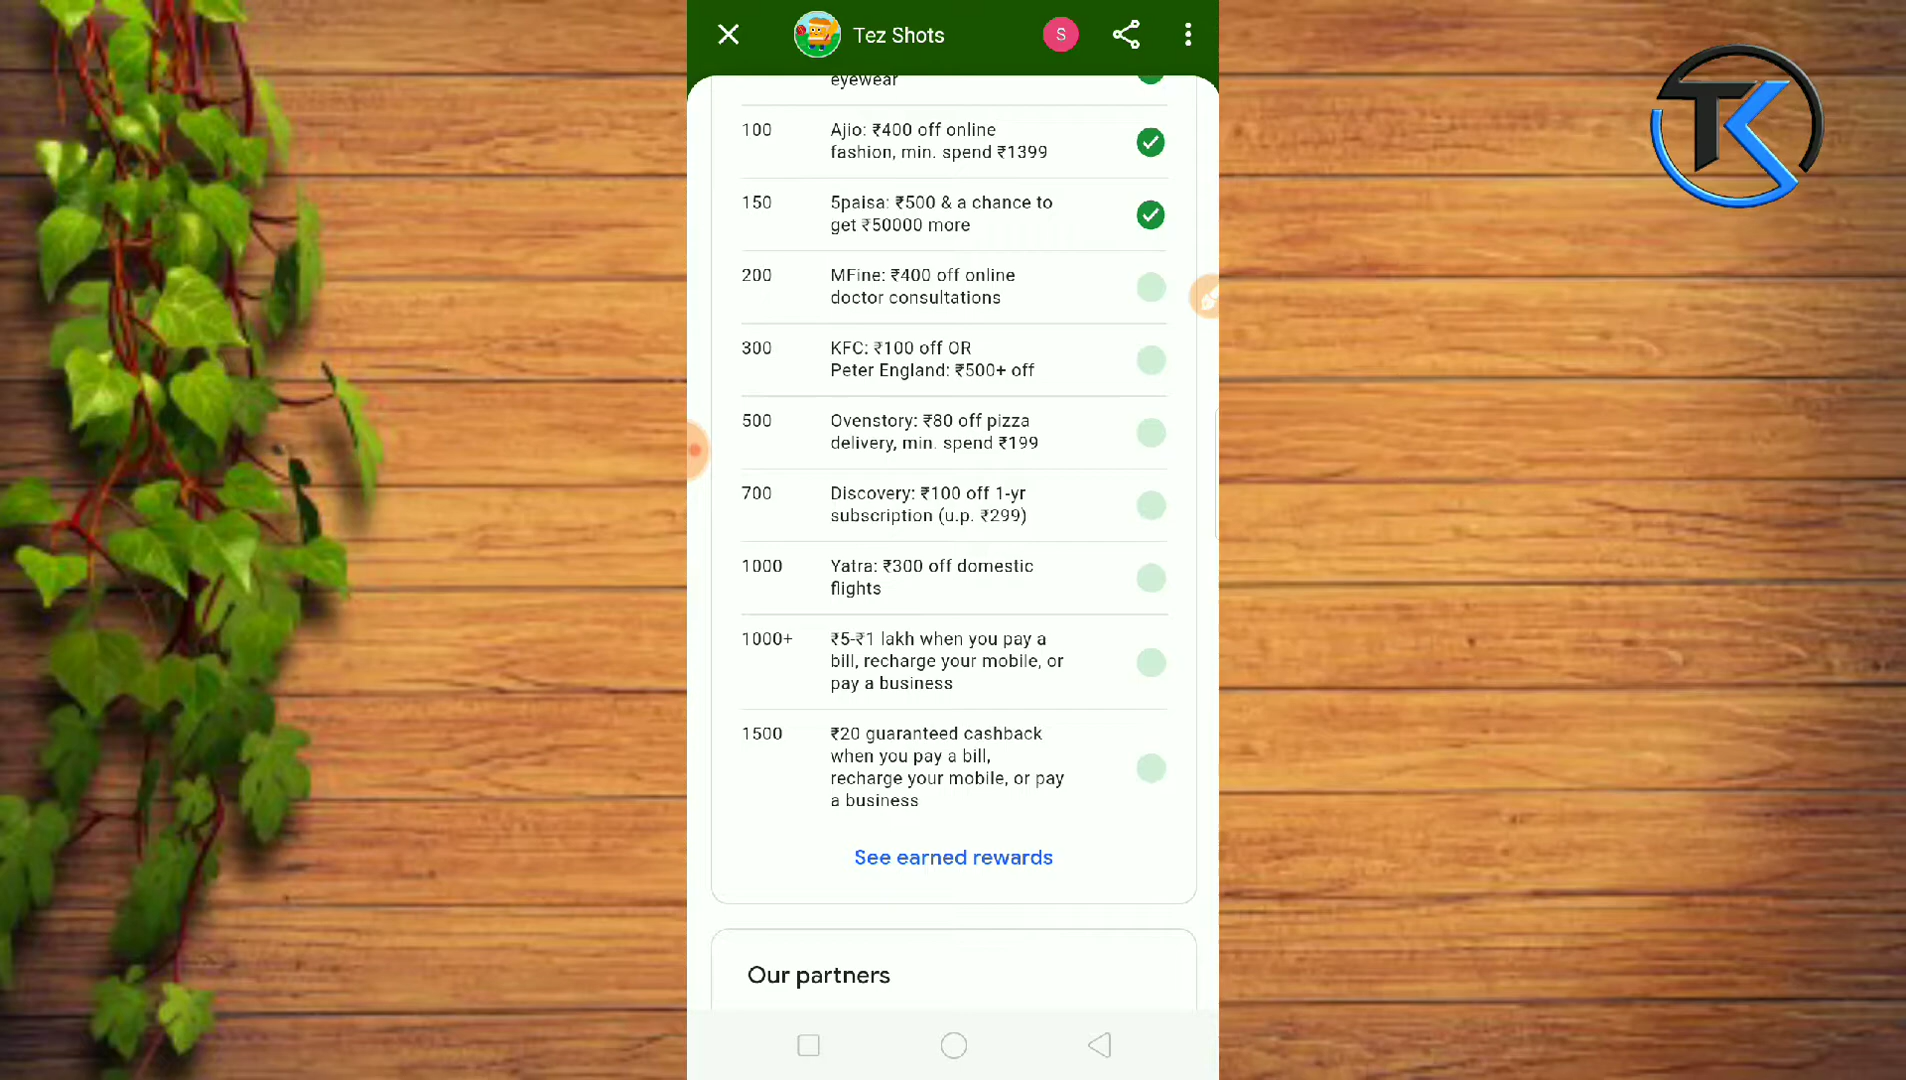 Tez Shots
S
TK
eyewear
100 Ajio: ₹400 off online
fashion, min. spend ₹1399
150 5paisa: ₹500 & a chance to
get ₹50000 more
200 MFine: ₹400 off online
doctor consultations
300 KFC: ₹100 off OR
Peter England: ₹500+ off
500 Ovenstory: ₹80 off pizza
delivery, min. spend ₹199
700 Discovery: ₹100 off 1-yr
subscription (u.p. ₹299)
1000 Yatra: ₹300 off domestic
flights
1000+ ₹5-₹1 lakh when you pay a
bill, recharge your mobile, or
pay a business
1500 ₹20 guaranteed cashback
when you pay a bill,
recharge your mobile, or pay
a business
See earned rewards
Our partners